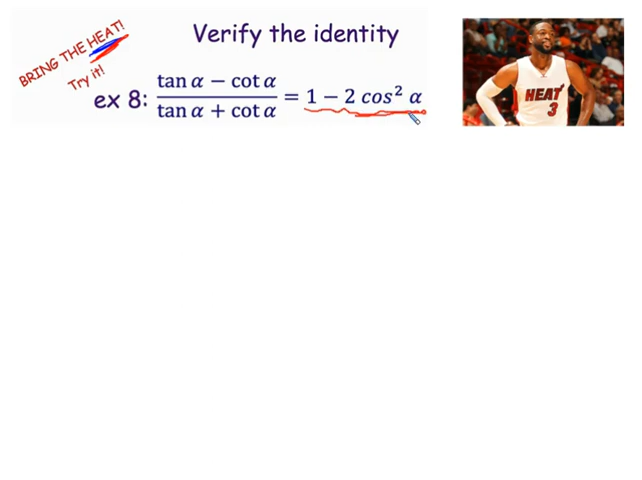 Verify the identity
BRING THE HEAT!
Try it!
ex 8: (tan α − cot α)/(tan α + cot α) = 1 − 2 cos² α
HEAT
3